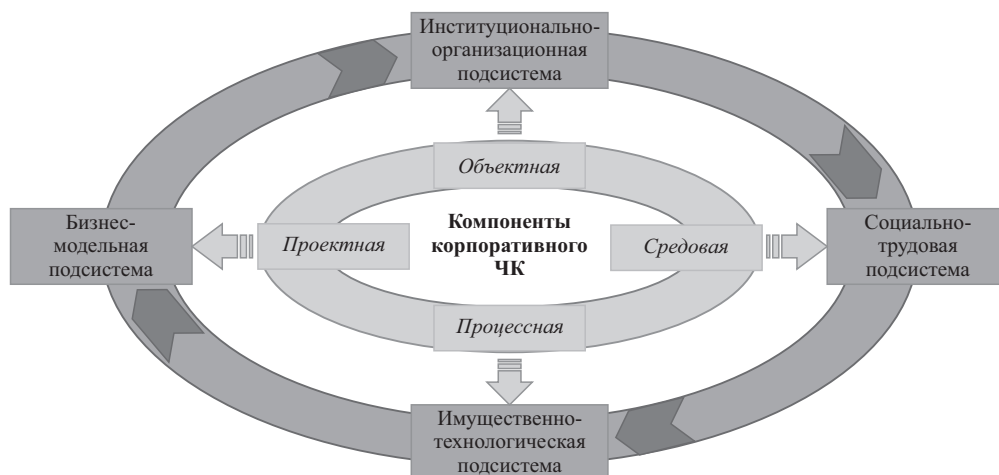 Институционально-
организационная
подсистема
Объектная
Бизнес-
модельная
подсистема
Проектная
Компоненты
корпоративного
ЧК
Средовая
Социально-
трудовая
подсистема
Процессная
Имущественно-
технологическая
подсистема